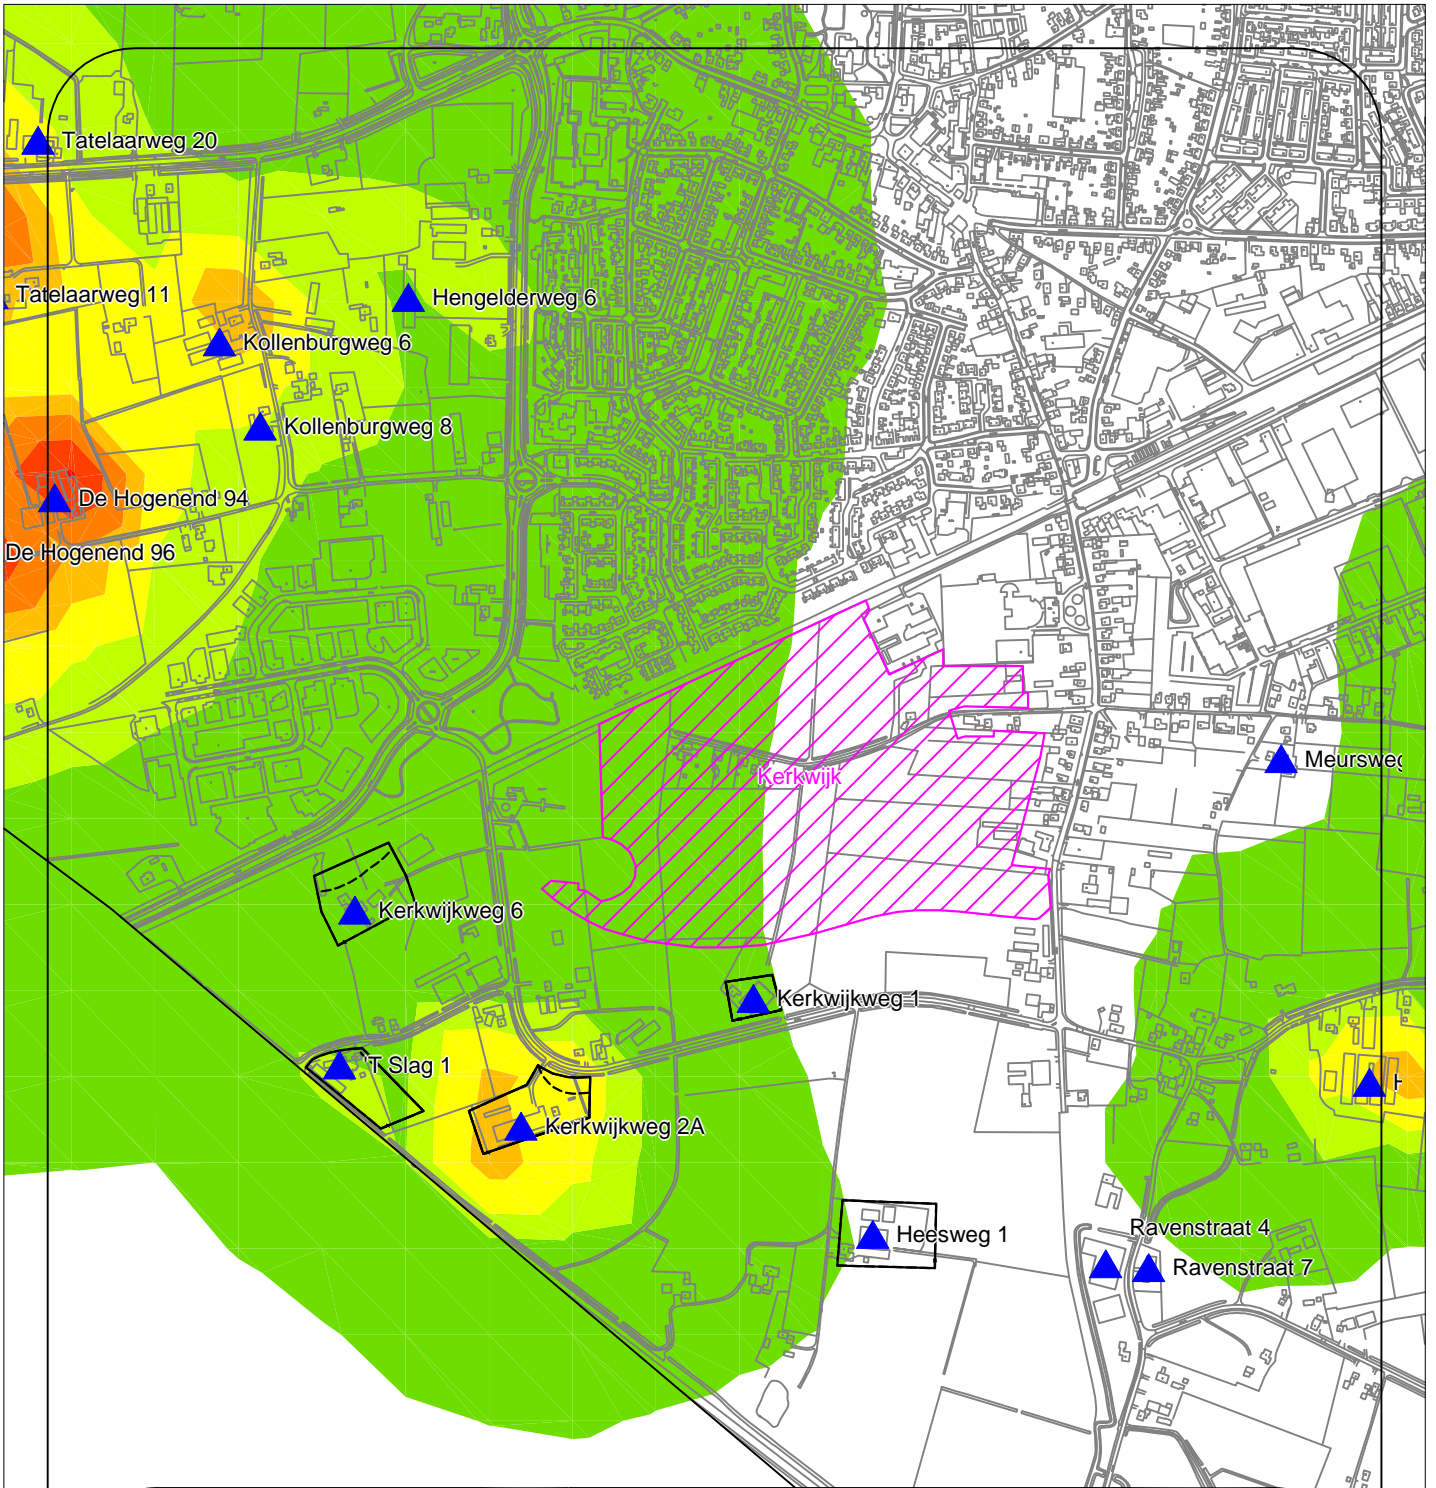 Tatelaarweg 20
Tatelaarweg 11
Hengelderweg 6
Kollenburgweg 6
Kollenburgweg 8
De Hogenend 94
De Hogenend 96
Kerkwijk
Meursweg
Kerkwijkweg 6
Kerkwijkweg 1
T Slag 1
H
Kerkwijkweg 2A
Ravenstraat 4
Heesweg 1
Ravenstraat 7